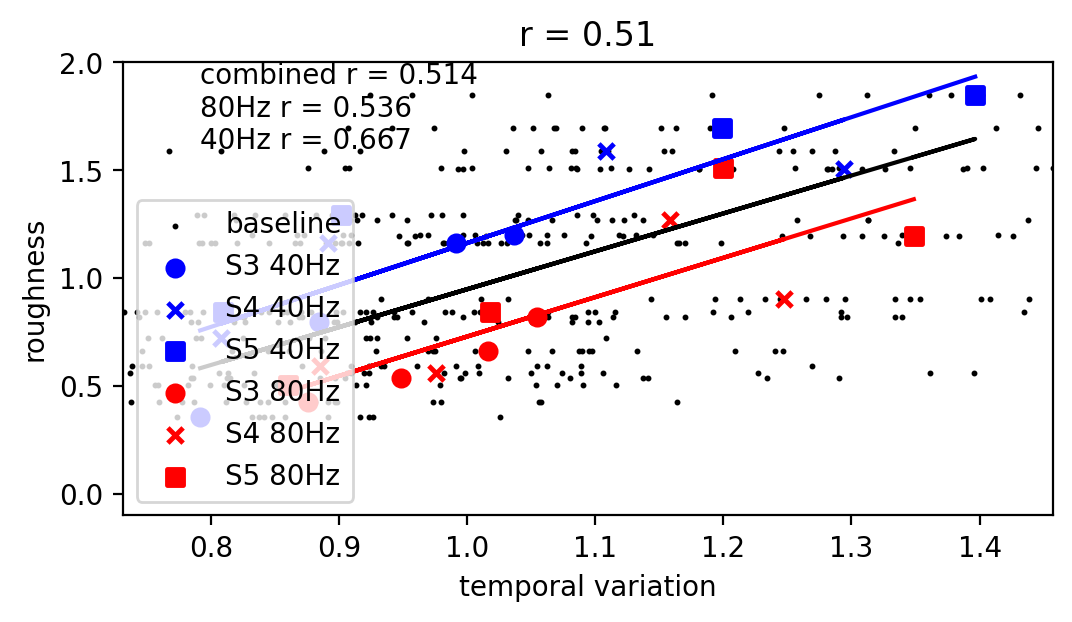 r = 0.51
combined r = 0.514
80Hz r = 0.536
40Hz r = 0.667
2.0
1.5
1.0
0.5
0.0
roughness
baseline
S3 40Hz
S4 40Hz
S5 40Hz
S3 80Hz
S4 80Hz
S5 80Hz
0.8 0.9 1.0 1.1 1.2 1.3 1.4
temporal variation